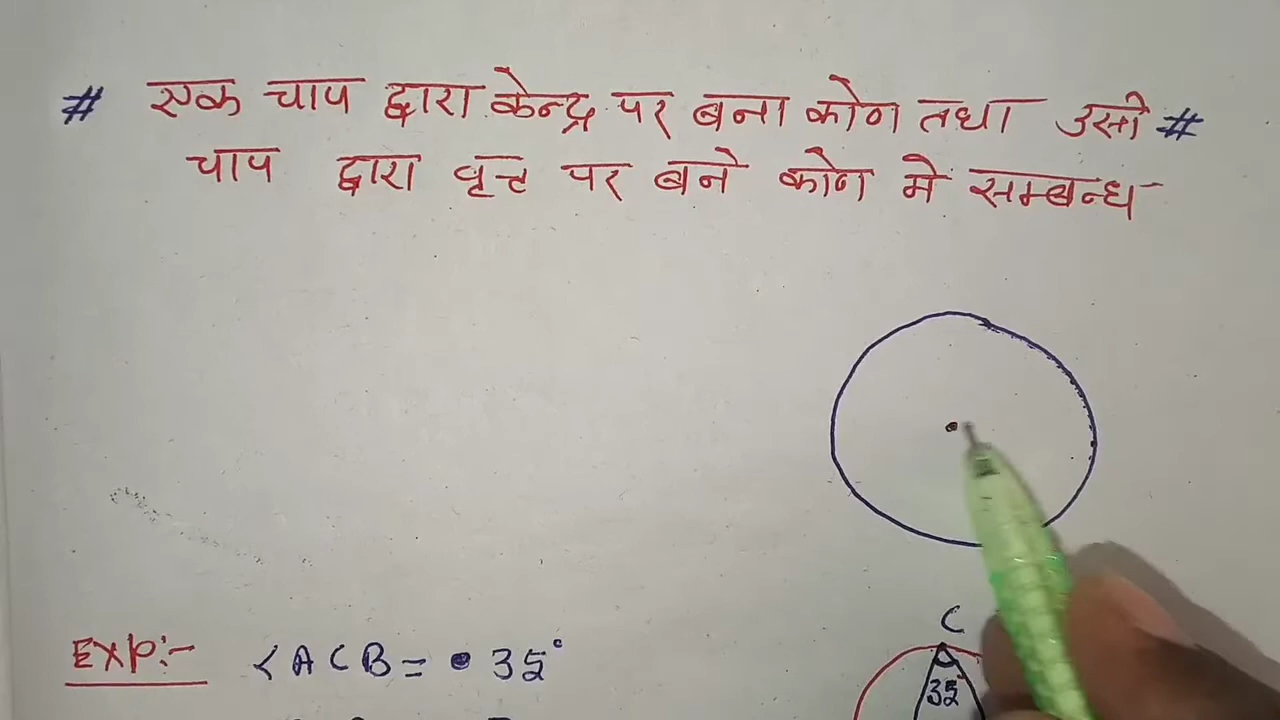 # एक चाप द्वारा केन्द्र पर बना कोण तथा उसी #
चाप द्वारा वृत्त पर बने कोण मे सम्बन्ध
C
Exp:- <ACB = 35°
35°